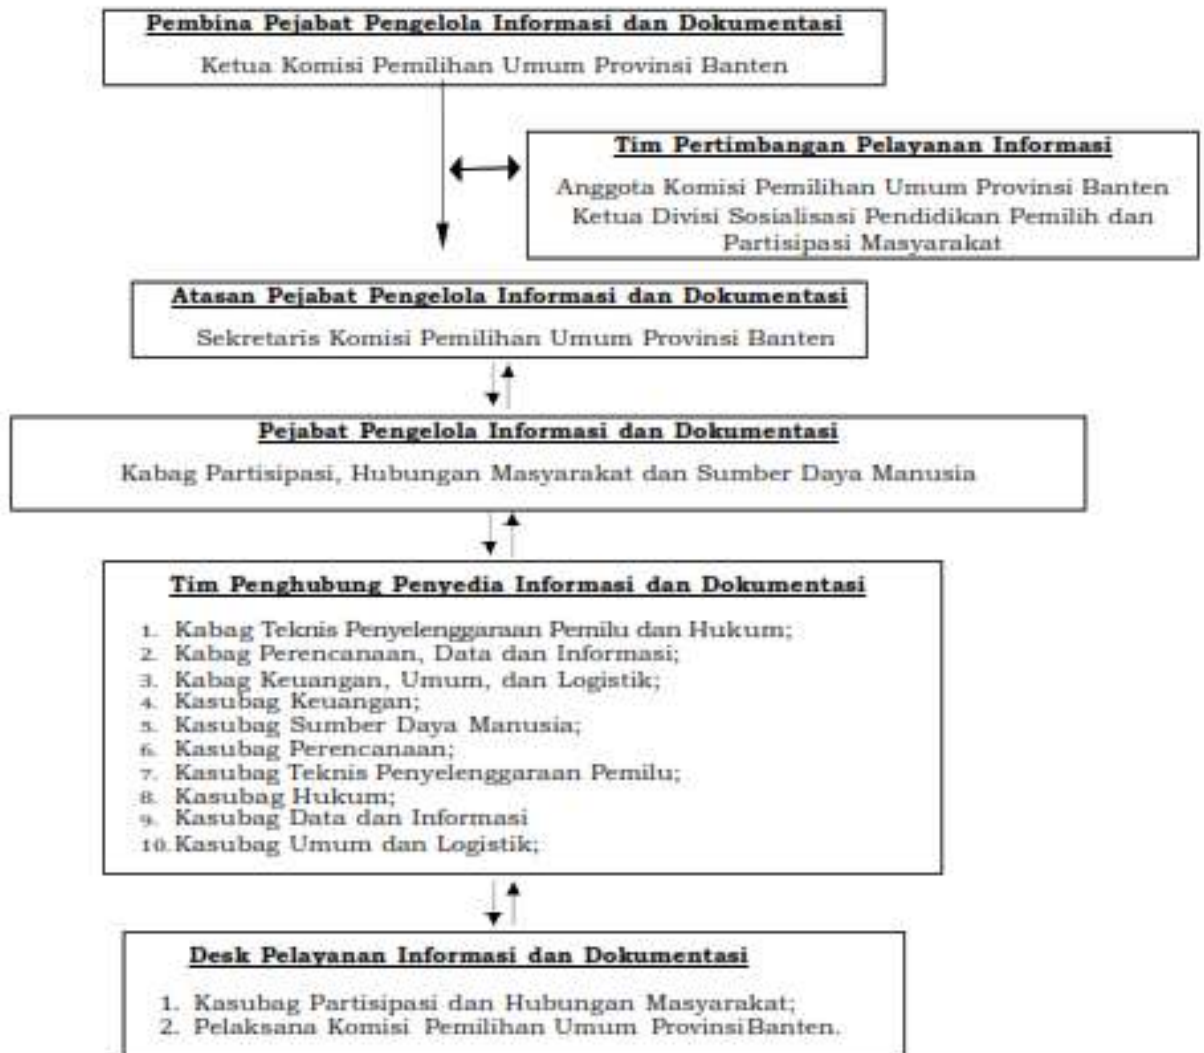 Pembina Pejabat Pengelola Informasi dan Dokumentasi
Ketua Komisi Pemilihan Umum Provinsi Banten
Tim Pertimbangan Pelayanan Informasi
Anggota Komisi Pemilihan Umum Provinsi Banten
Ketua Divisi Sosialisasi Pendidikan Pemilih dan
Partisipasi Masyarakat
Atasan Pejabat Pengelola Informasi dan Dokumentasi
Sekretaris Komisi Pemilihan Umum Provinsi Banten
Pejabat Pengelola Informasi dan Dokumentasi
Kabag Partisipasi, Hubungan Masyarakat dan Sumber Daya Manusia
Tim Penghubung Penyedia Informasi dan Dokumentasi
1. Kabag Teknis Penyelenggaraan Pemilu dan Hukum;
2. Kabag Perencanaan, Data dan Informasi;
3. Kabag Keuangan, Umum, dan Logistik;
4. Kasubag Keuangan;
5. Kasubag Sumber Daya Manusia;
6. Kasubag Perencanaan;
7. Kasubag Teknis Penyelenggaraan Pemilu;
8. Kasubag Hukum;
9. Kasubag Data dan Informasi
10. Kasubag Umum dan Logistik;
Desk Pelayanan Informasi dan Dokumentasi
1. Kasubag Partisipasi dan Hubungan Masyarakat;
2. Pelaksana Komisi Pemilihan Umum Provinsi Banten.